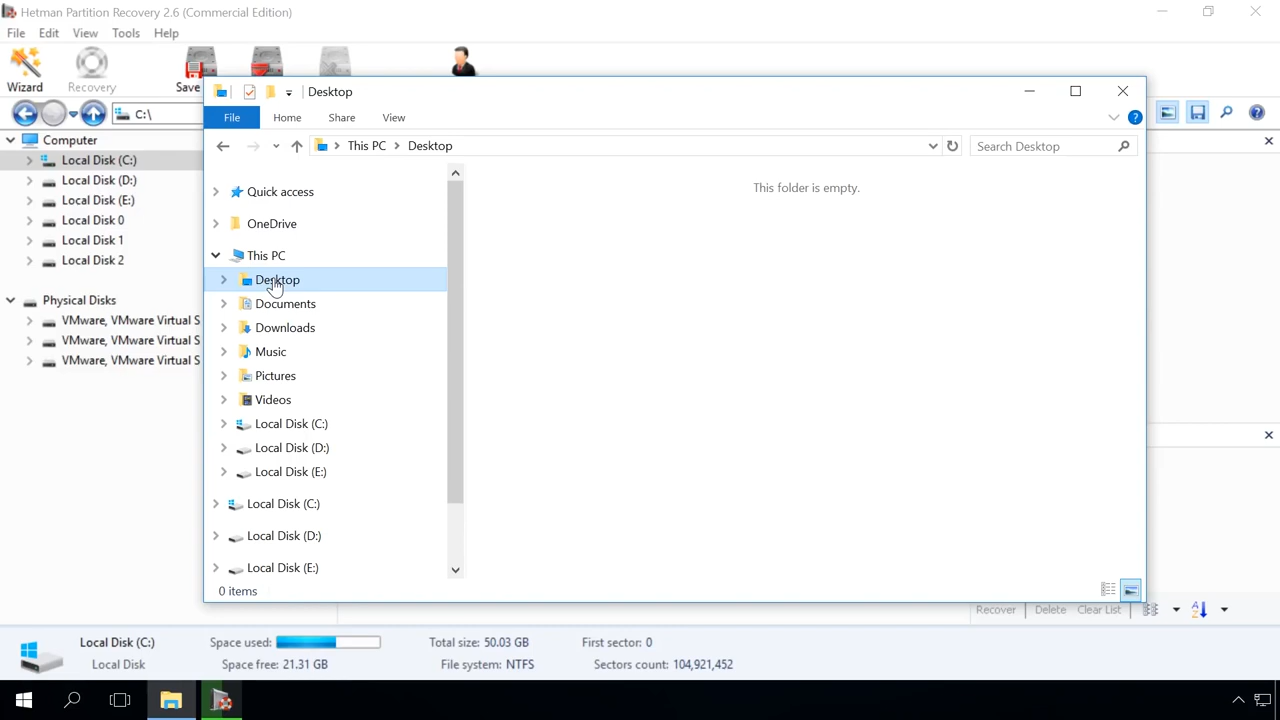 Hetman Partition Recovery 2.6 (Commercial Edition)
File Edit View Tools Help
Wizard Recovery Save
C:\
Computer
Local Disk (C:)
Local Disk (D:)
Local Disk (E:)
Local Disk 0
Local Disk 1
Local Disk 2
Physical Disks
VMware, VMware Virtual S
VMware, VMware Virtual S
VMware, VMware Virtual S
Desktop
File Home Share View
This PC Desktop
Search Desktop
Quick access
OneDrive
This PC
Desktop
Documents
Downloads
Music
Pictures
Videos
Local Disk (C:)
Local Disk (D:)
Local Disk (E:)
Local Disk (C:)
Local Disk (D:)
Local Disk (E:)
This folder is empty.
0 items
Recover Delete Clear List
Local Disk (C:) Space used: Total size: 50.03 GB First sector: 0
Local Disk Space free: 21.31 GB File system: NTFS Sectors count: 104,921,452